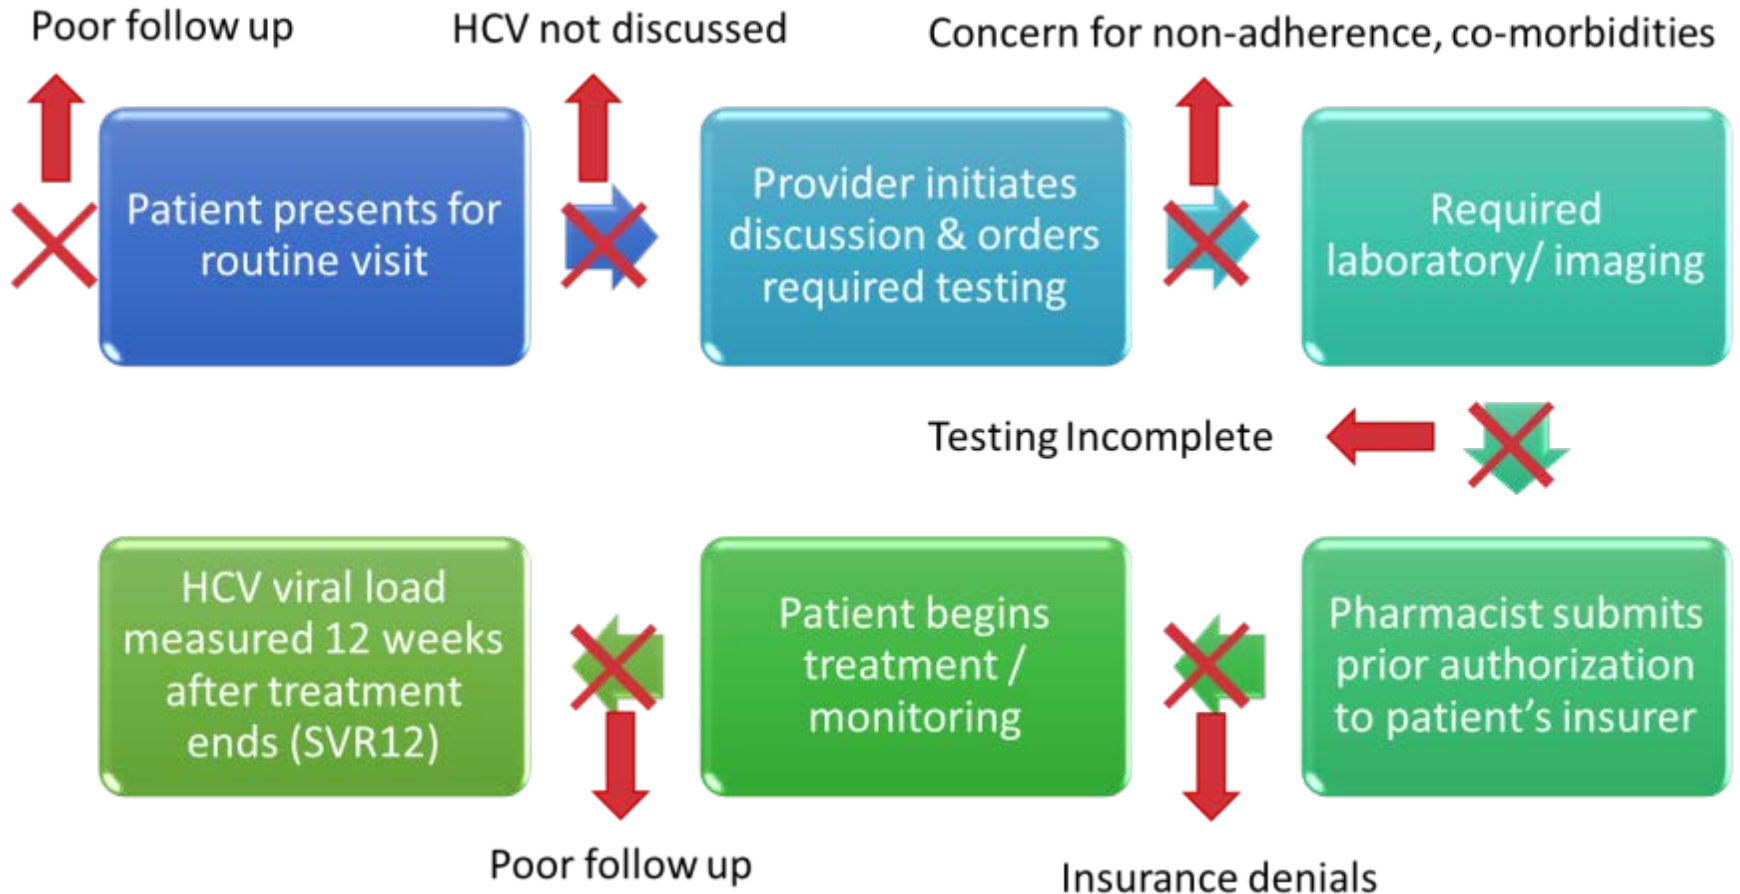 Poor follow up
HCV not discussed
Concern for non-adherence, co-morbidities
Patient presents for
routine visit
Provider initiates
discussion & orders
required testing
Required
laboratory/ imaging
Testing Incomplete
HCV viral load
measured 12 weeks
after treatment
ends (SVR12)
Patient begins
treatment /
monitoring
Pharmacist submits
prior authorization
to patient’s insurer
Poor follow up
Insurance denials